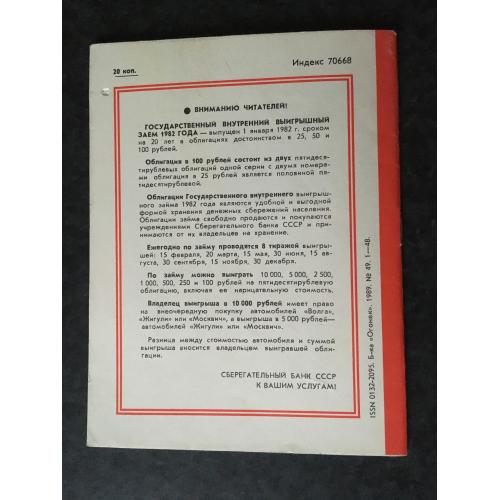 20 коп.
Индекс 70668
● ВНИМАНИЮ ЧИТАТЕЛЕЙ!
ГОСУДАРСТВЕННЫЙ ВНУТРЕННИЙ ВЫИГРЫШНЫЙ
ЗАЕМ 1982 ГОДА — выпущен 1 января 1982 г. сроком
на 20 лет в облигациях достоинством в 25, 50 и
100 рублей.
Облигация в 100 рублей состоит из двух пятидеся-
тирублевых облигаций одной серии с двумя номера-
ми облигация в 25 рублей является половиной пя-
тидесятирублевой.
Облигации Государственного внутреннего выигрыш-
ного займа 1982 года являются удобной и выгодной
формой хранения денежных сбережений населения.
Облигации займа свободно продаются и покупаются
учреждениями Сберегательного банка СССР и при-
нимаются от их владельцев на хранение.
Ежегодно по займу проводятся 8 тиражей выигры-
шей: 15 февраля, 20 марта, 15 мая, 30 июня, 15 ав-
густа, 30 сентября, 15 ноября, 30 декабря.
По займу можно выиграть 10 000, 5 000, 2 500,
1 000, 500, 250 и 100 рублей на пятидесятирублевую
облигацию, включая ее нарицательную стоимость.
Владелец выигрыша в 10 000 рублей имеет право
на внеочередную покупку автомобилей «Волга»,
«Жигули» или «Москвич», а выигрыша в 5 000 рублей—
автомобилей «Жигули» или «Москвич».
Разница между стоимостью автомобиля и суммой
выигрыша вносится владельцем выигравшей обли-
гации.
СБЕРЕГАТЕЛЬНЫЙ БАНК СССР
К ВАШИМ УСЛУГАМ!
ISSN 0132-2095. Б-ка «Огонек». 1989. № 49. 1—48.